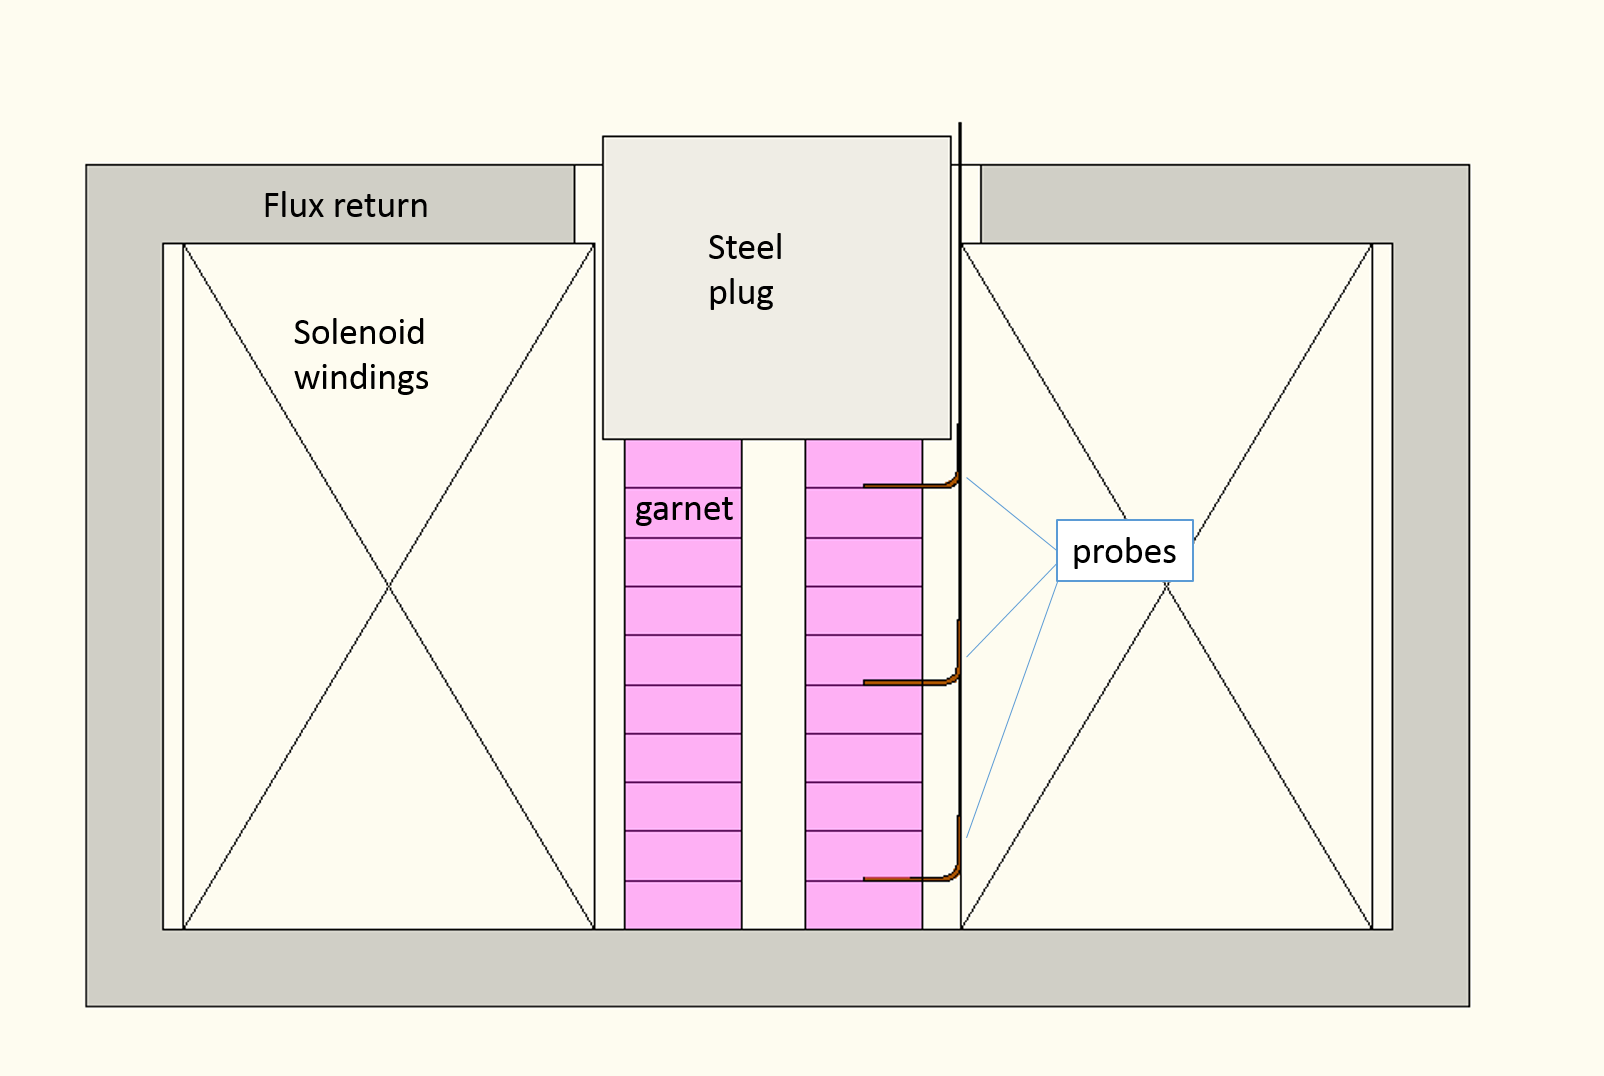 Flux return
Steel
plug
Solenoid
windings
garnet
probes